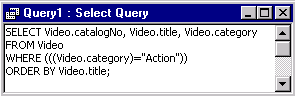 Query1 : Select Query
SELECT Video.catalogNo, Video.title, Video.category
FROM Video
WHERE (((Video.category)="Action"))
ORDER BY Video.title;